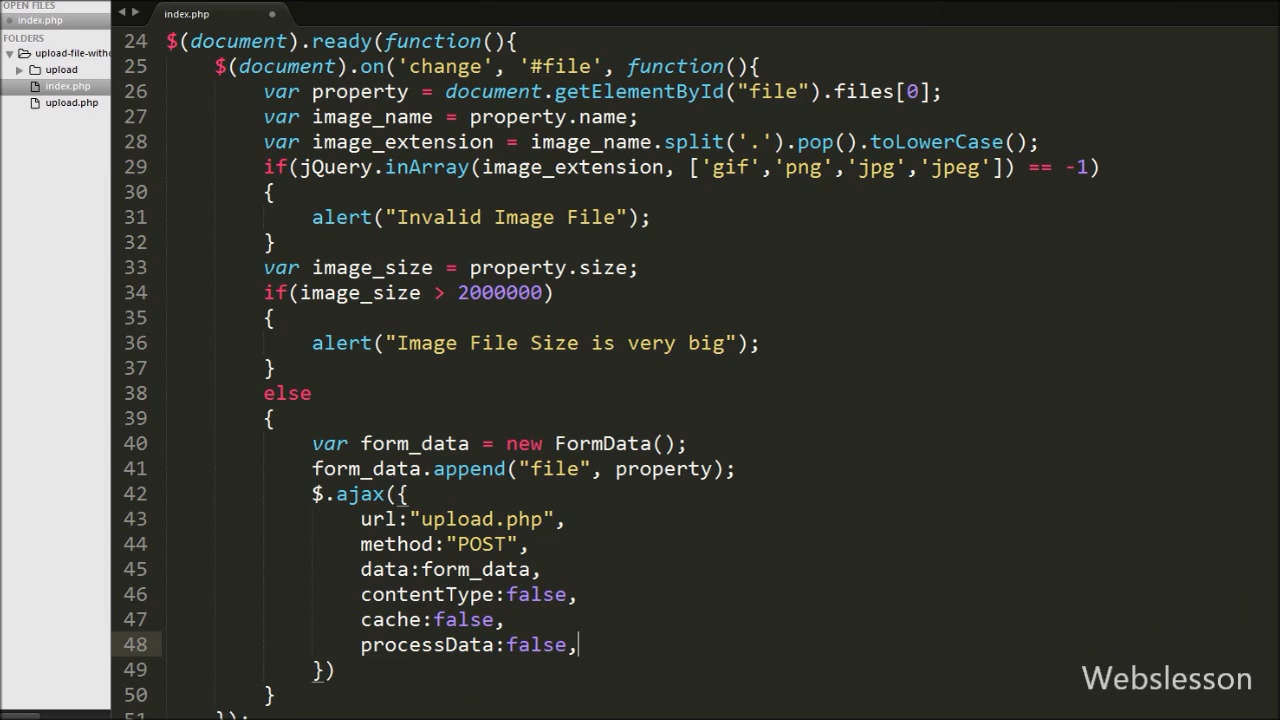 OPEN FILES
index.php
FOLDERS
upload-file-witho
upload
index.php
upload.php
index.php
24 $(document).ready(function(){
25 $(document).on('change', '#file', function(){
26 var property = document.getElementById("file").files[0];
27 var image_name = property.name;
28 var image_extension = image_name.split('.').pop().toLowerCase();
29 if(jQuery.inArray(image_extension, ['gif','png','jpg','jpeg']) == -1)
30 {
31 alert("Invalid Image File");
32 }
33 var image_size = property.size;
34 if(image_size > 2000000)
35 {
36 alert("Image File Size is very big");
37 }
38 else
39 {
40 var form_data = new FormData();
41 form_data.append("file", property);
42 $.ajax({
43 url:"upload.php",
44 method:"POST",
45 data:form_data,
46 contentType:false,
47 cache:false,
48 processData:false,
49 })
50 }
51 });
Webslesson